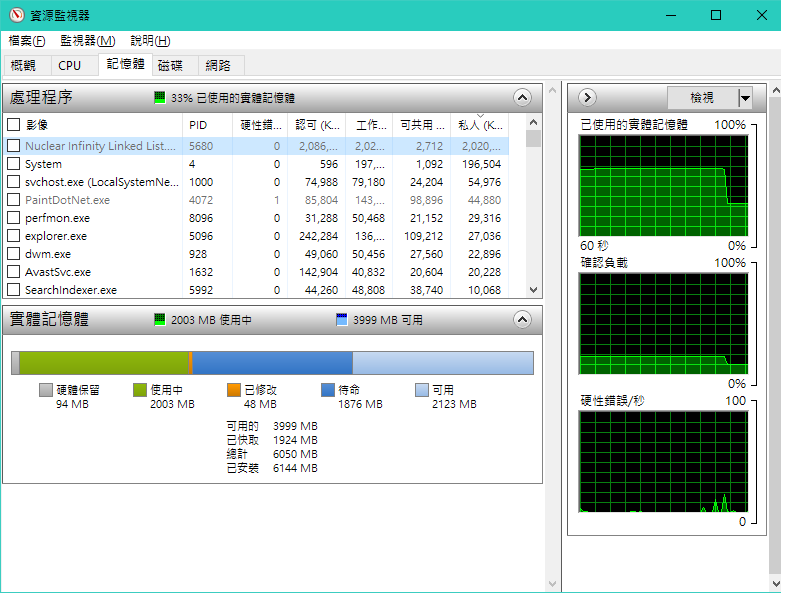 資源監視器
檔案(F) 監視器(M) 說明(H)
概觀 CPU 記憶體 磁碟 網路
處理程序 33% 已使用的實體記憶體
影像 PID 硬性錯... 認可 (K... 工作... 可共用 ... 私人 (K...
Nuclear Infinity Linked List.... 5680 0 2,086,... 2,02... 2,712 2,020,...
System 4 0 596 197,... 1,092 196,504
svchost.exe (LocalSystemNe... 1000 0 74,988 79,180 24,204 54,976
PaintDotNet.exe 4072 1 85,804 143,... 98,896 44,880
perfmon.exe 8096 0 31,288 50,468 21,152 29,316
explorer.exe 5096 0 242,284 136,... 109,212 27,036
dwm.exe 928 0 49,060 50,456 27,560 22,896
AvastSvc.exe 1632 0 142,904 40,832 20,604 20,228
SearchIndexer.exe 5992 0 44,260 48,808 38,740 10,068
實體記憶體 2003 MB 使用中 3999 MB 可用
硬體保留 使用中 已修改 待命 可用
94 MB 2003 MB 48 MB 1876 MB 2123 MB
可用的 3999 MB
已快取 1924 MB
總計 6050 MB
已安裝 6144 MB
檢視
已使用的實體記憶體 100%
60 秒 0%
確認負載 100%
0%
硬性錯誤/秒 100
0